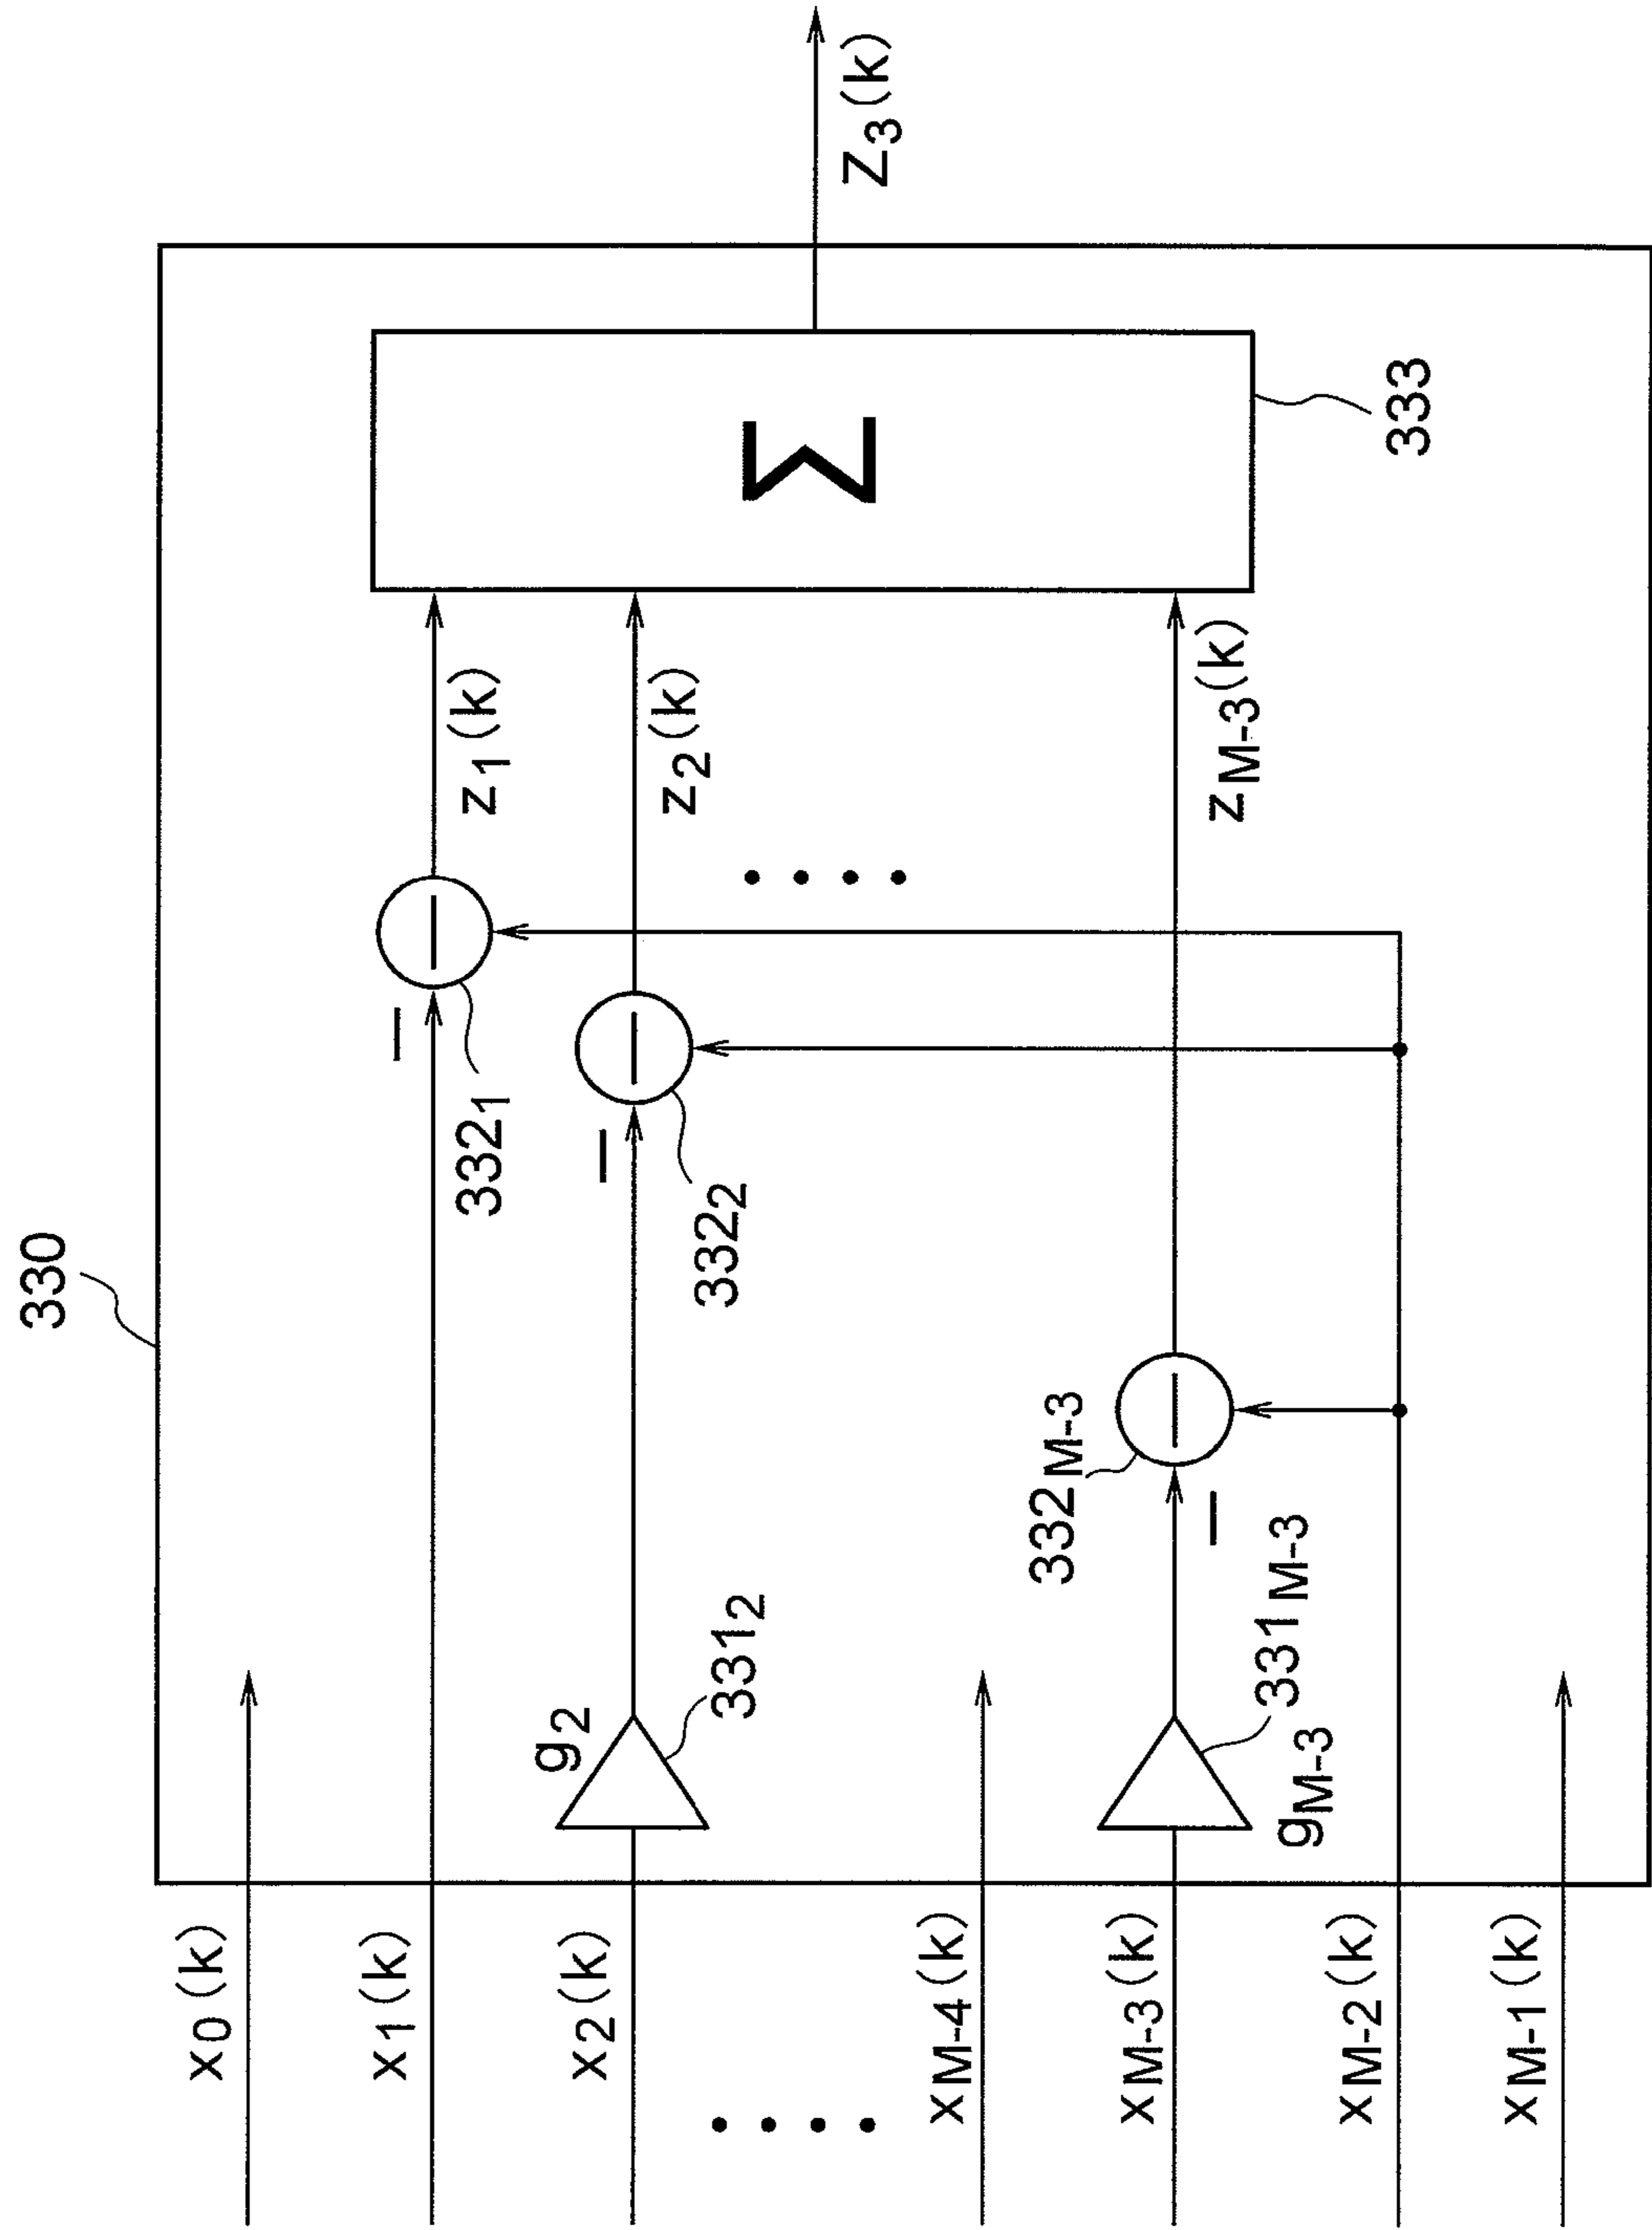 330
x0(k)
x1(k)
x2(k)
xM-4(k)
xM-3(k)
xM-2(k)
xM-1(k)
g2
3312
gM-3
331M-3
3321
3322
332M-3
z1(k)
z2(k)
zM-3(k)
Σ
333
Z3(k)